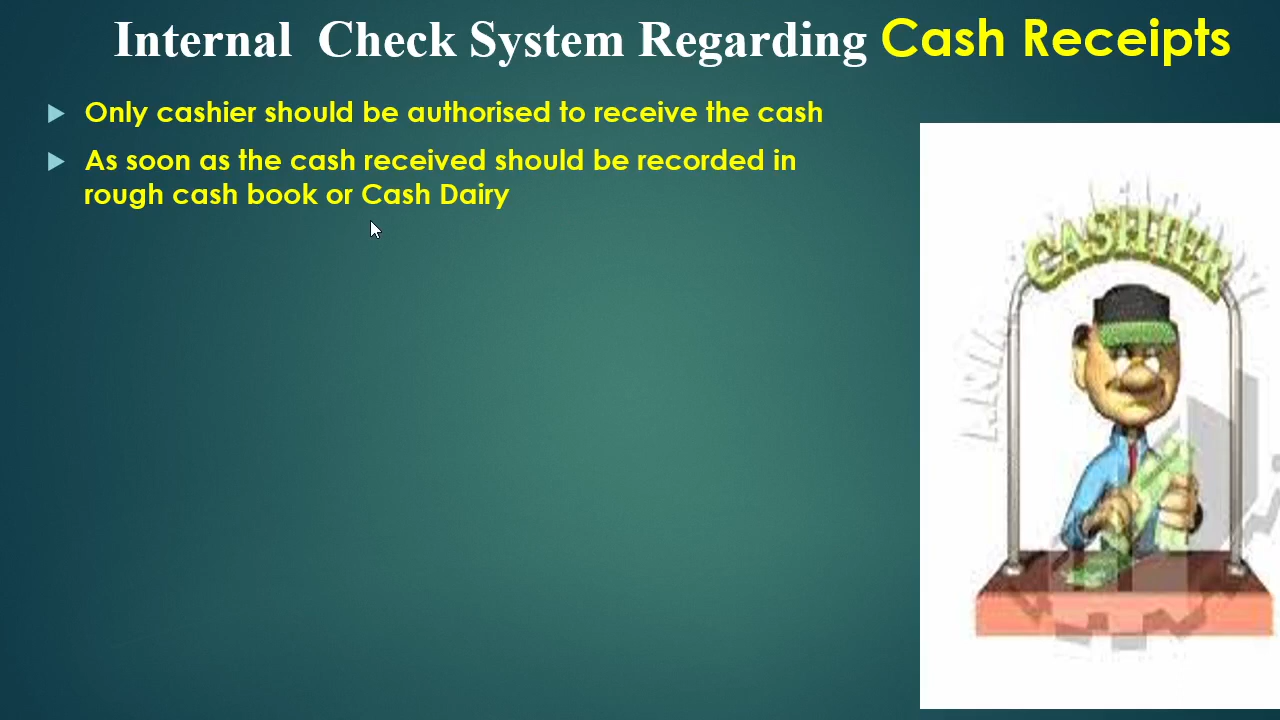 Internal Check System Regarding Cash Receipts
Only cashier should be authorised to receive the cash
As soon as the cash received should be recorded in
rough cash book or Cash Dairy
CASHIER